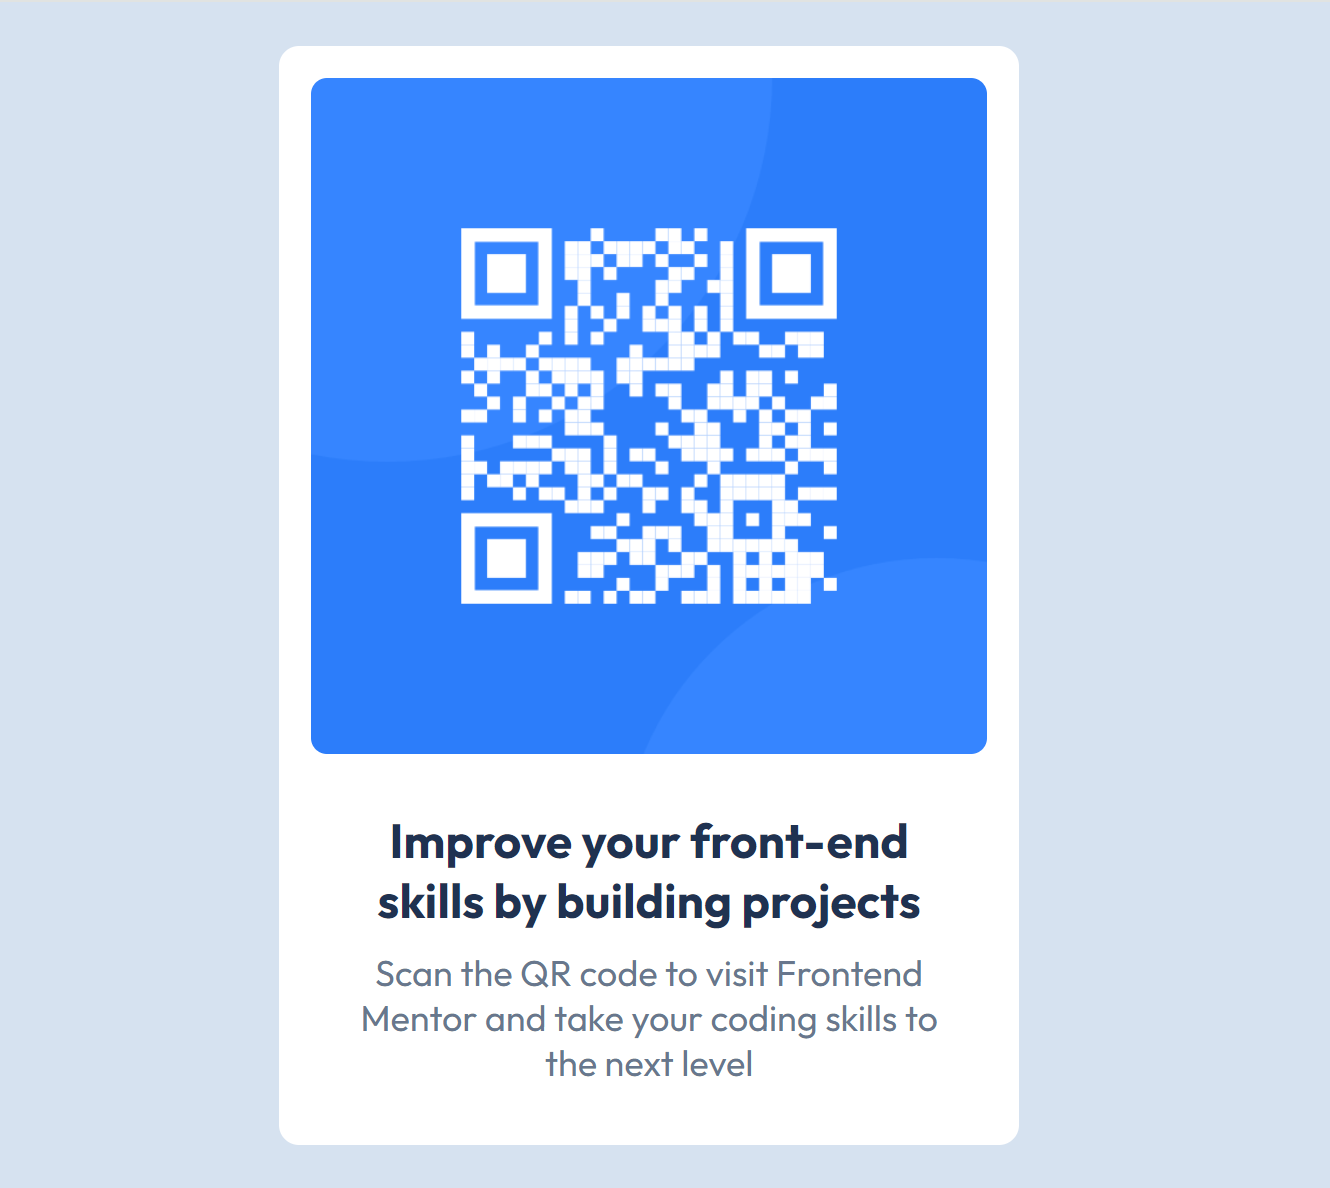 Improve your front-end
skills by building projects
Scan the QR code to visit Frontend
Mentor and take your coding skills to
the next level